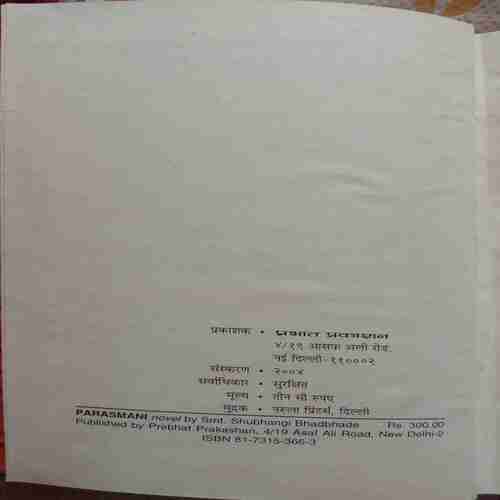 प्रकाशक • प्रभात प्रकाशन
४/१९ आसफ अली रोड,
नई दिल्ली-११०००२
संस्करण • २००४
सर्वाधिकार • सुरक्षित
मूल्य • तीन सौ रुपए
मुद्रक • नरुला प्रिंटर्स, दिल्ली
PARASMANI novel by Smt. Shubhangi Bhadbhade Rs. 300.00
Published by Prabhat Prakashan, 4/19 Asaf Ali Road, New Delhi-2
ISBN 81-7315-366-3